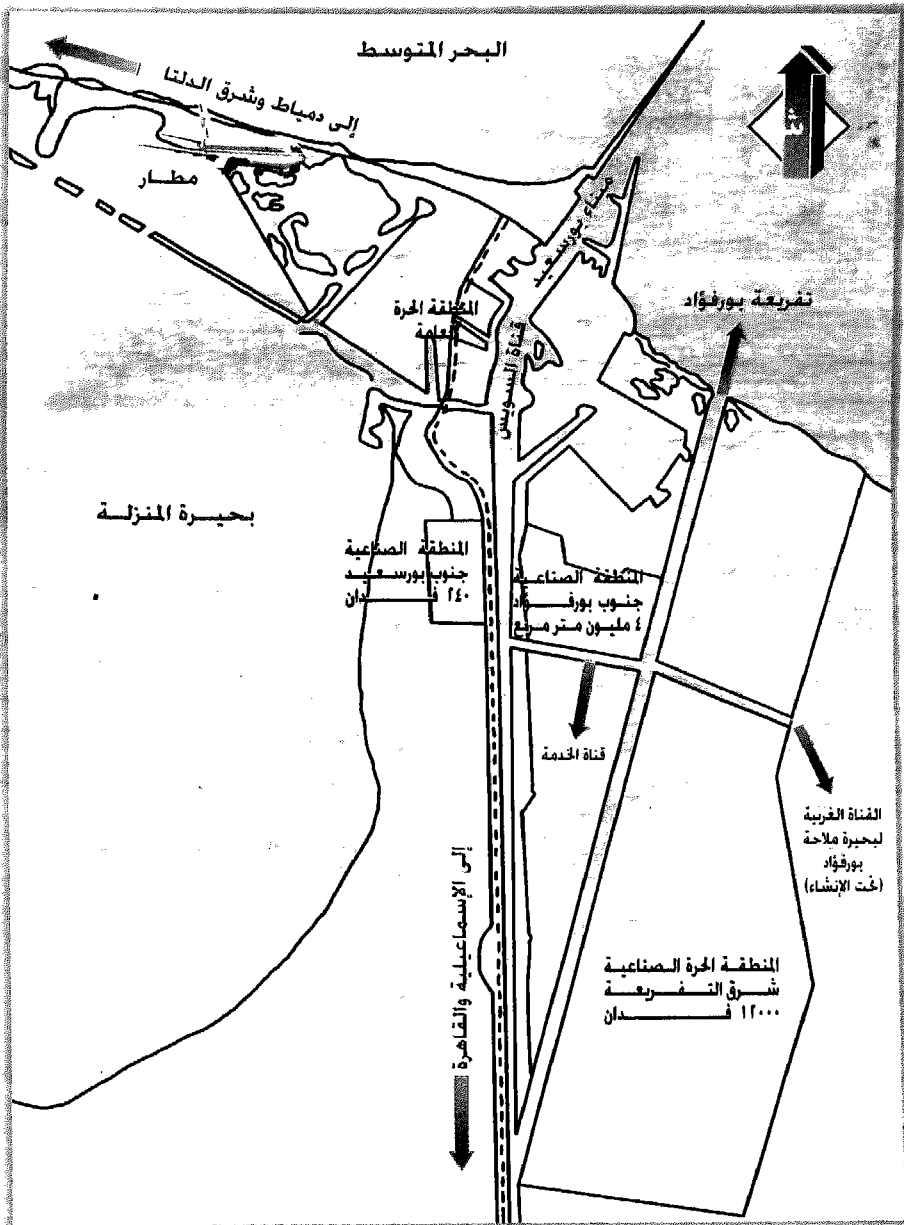 البحر المتوسط
إلى دمياط وشرق الدلتا
مطار
ميناء بورسعيد
تفريعة بورفؤاد
المنطقة الحرة
العامة
قناة السويس
بحيرة المنزلة
المنطقة الصناعية
جنوب بورسعيد
٢٤٠ فدان
المنطقة الصناعية
جنوب بورفؤاد
٤ مليون متر مربع
قناة الخدمة
القناة الغربية
لبحيرة ملاحة
بورفؤاد
(تحت الإنشاء)
إلى الإسماعيلية والقاهرة
المنطقة الحرة الصناعية
شرق التفريعة
١٢٠٠٠ فدان